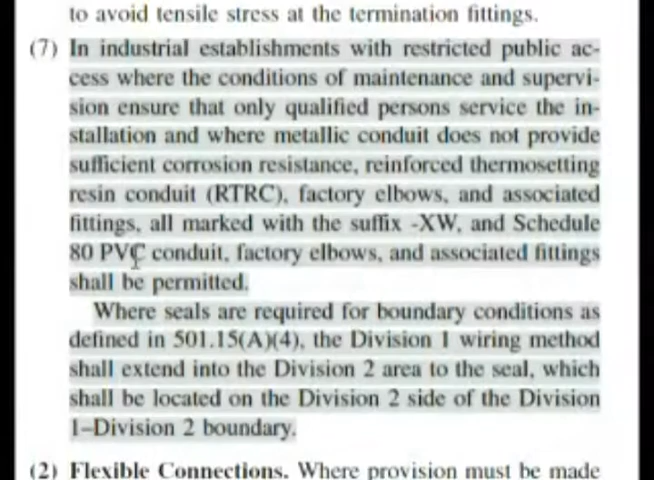 to avoid tensile stress at the termination fittings.
(7) In industrial establishments with restricted public ac-
cess where the conditions of maintenance and supervi-
sion ensure that only qualified persons service the in-
stallation and where metallic conduit does not provide
sufficient corrosion resistance, reinforced thermosetting
resin conduit (RTRC), factory elbows, and associated
fittings, all marked with the suffix -XW, and Schedule
80 PVC conduit, factory elbows, and associated fittings
shall be permitted.
Where seals are required for boundary conditions as
defined in 501.15(A)(4), the Division 1 wiring method
shall extend into the Division 2 area to the seal, which
shall be located on the Division 2 side of the Division
1–Division 2 boundary.
(2) Flexible Connections. Where provision must be made